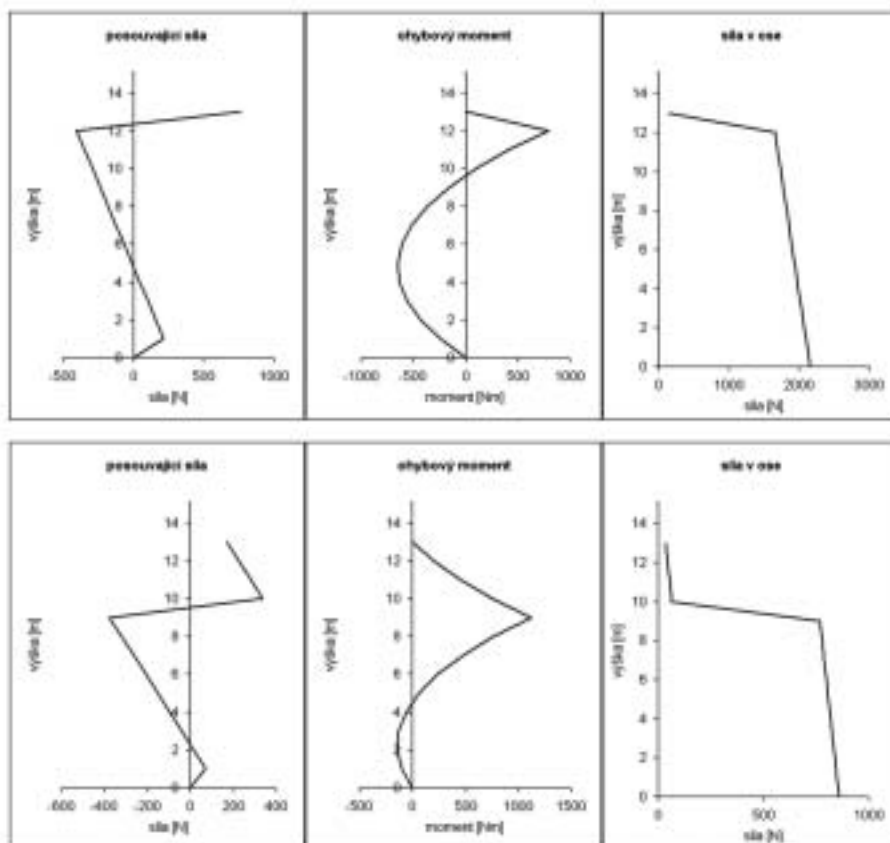 posouvající síla
14
12
10
8
6
4
2
0
-500 0 500 1000
výška [m]
síla [N]
ohybový moment
14
12
10
8
6
4
2
0
-1000 -500 0 500 1000
výška [m]
moment [Nm]
síla v ose
14
12
10
8
6
4
2
0
0 1000 2000 3000
výška [m]
síla [N]
posouvající síla
14
12
10
8
6
4
2
0
-600 -400 -200 0 200 400
výška [m]
síla [N]
ohybový moment
14
12
10
8
6
4
2
0
-500 0 500 1000 1500
výška [m]
moment [Nm]
síla v ose
14
12
10
8
6
4
2
0
0 500 1000
výška [m]
síla [N]